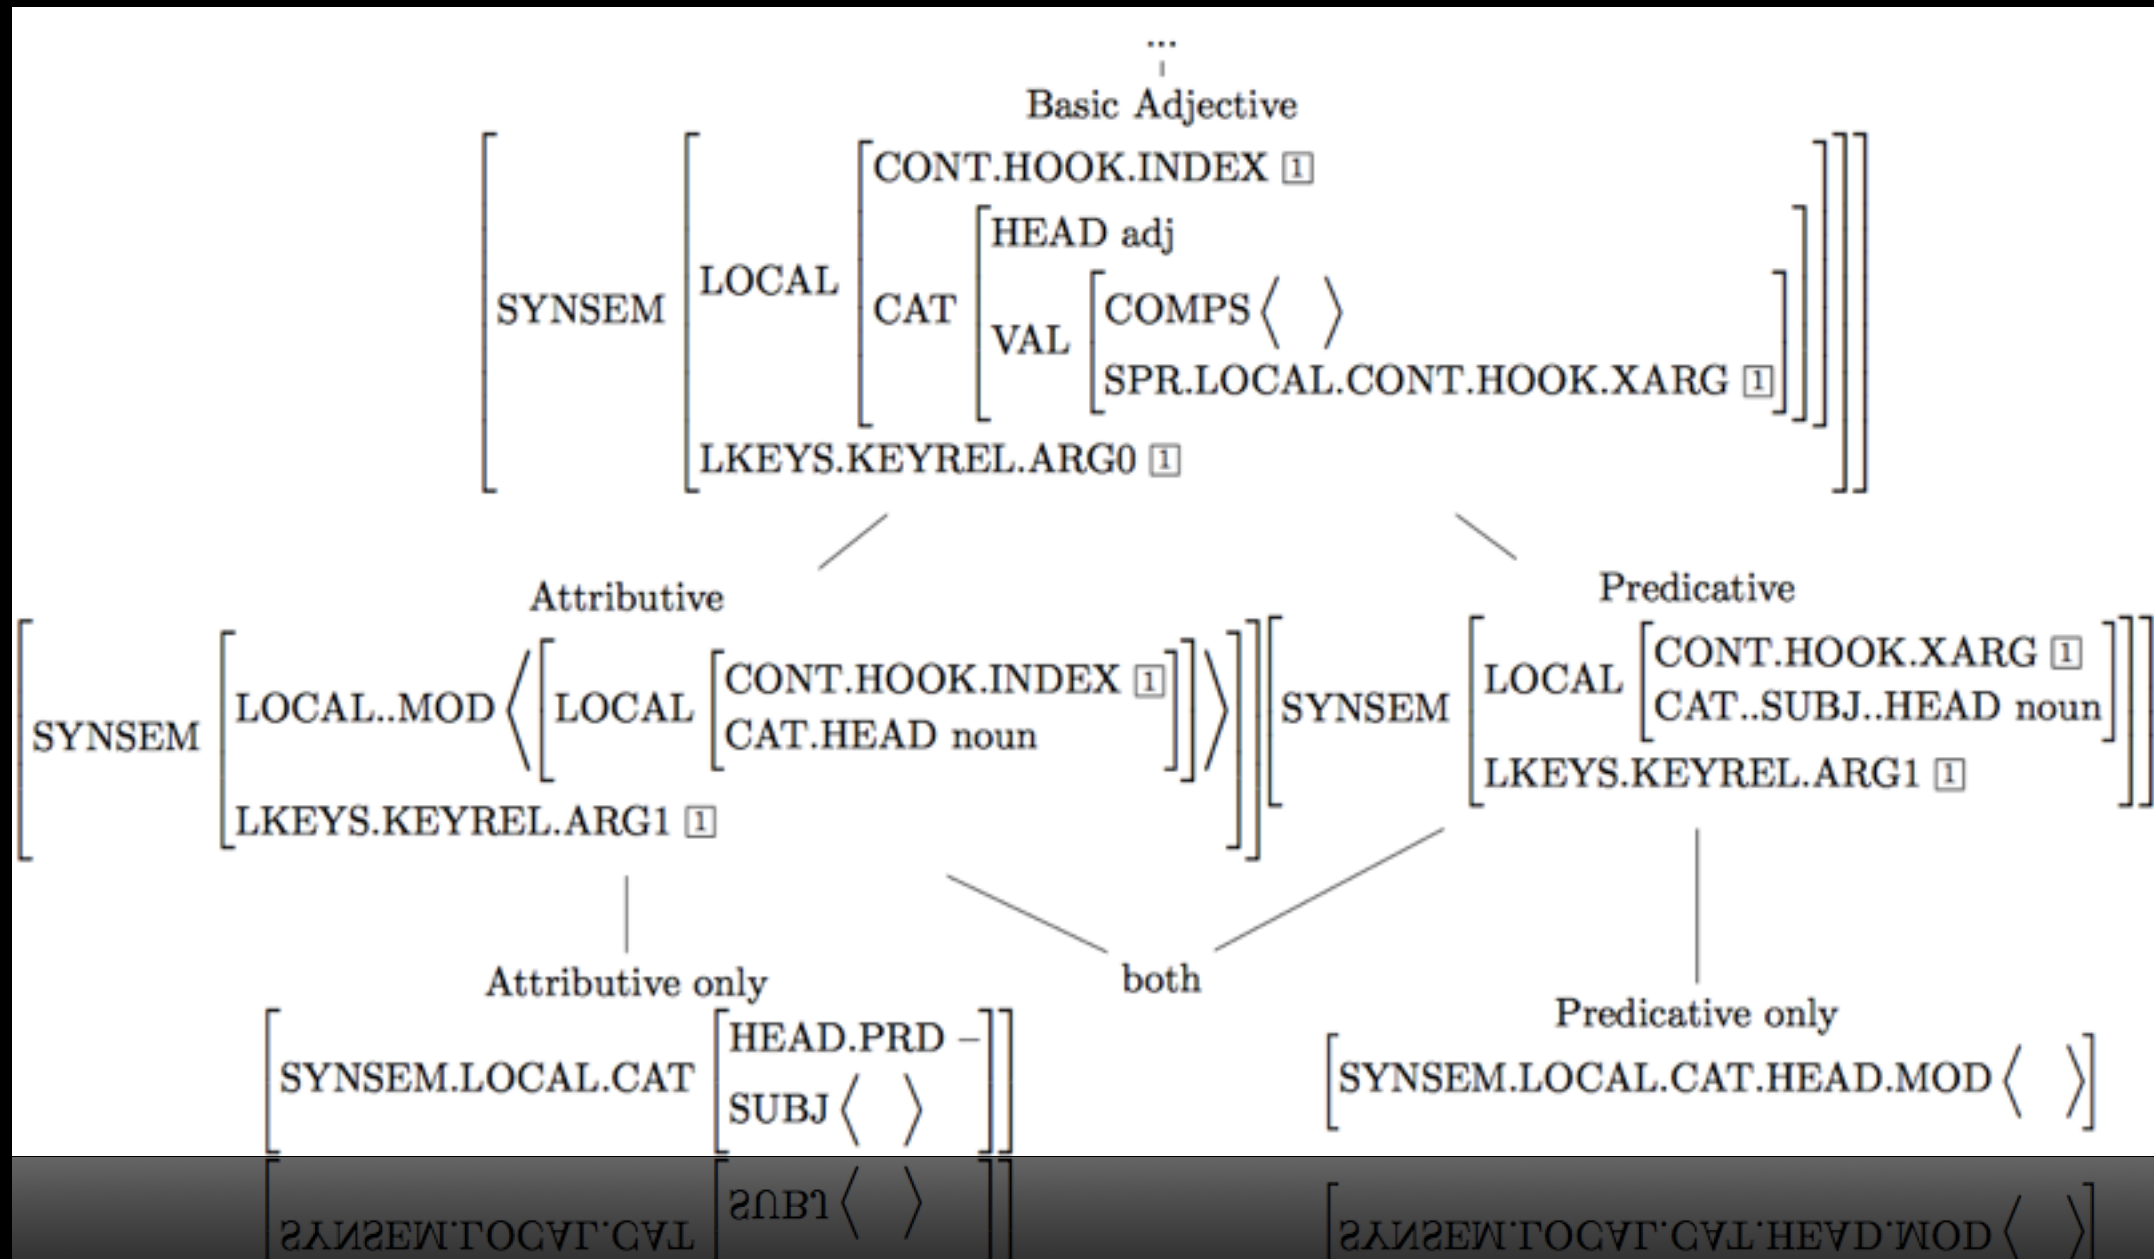 ...
Basic Adjective
CONT.HOOK.INDEX 1
HEAD adj
LOCAL
SYNSEM
CAT
COMPS ⟨ ⟩
VAL
SPR.LOCAL.CONT.HOOK.XARG 1
LKEYS.KEYREL.ARG0 1
Attributive
CONT.HOOK.INDEX 1
LOCAL..MOD ⟨ LOCAL
CAT.HEAD noun ⟩
SYNSEM
LKEYS.KEYREL.ARG1 1
Predicative
CONT.HOOK.XARG 1
LOCAL
CAT..SUBJ..HEAD noun
SYNSEM
LKEYS.KEYREL.ARG1 1
Attributive only
HEAD.PRD –
SYNSEM.LOCAL.CAT
SUBJ ⟨ ⟩
both
Predicative only
SYNSEM.LOCAL.CAT.HEAD.MOD ⟨ ⟩